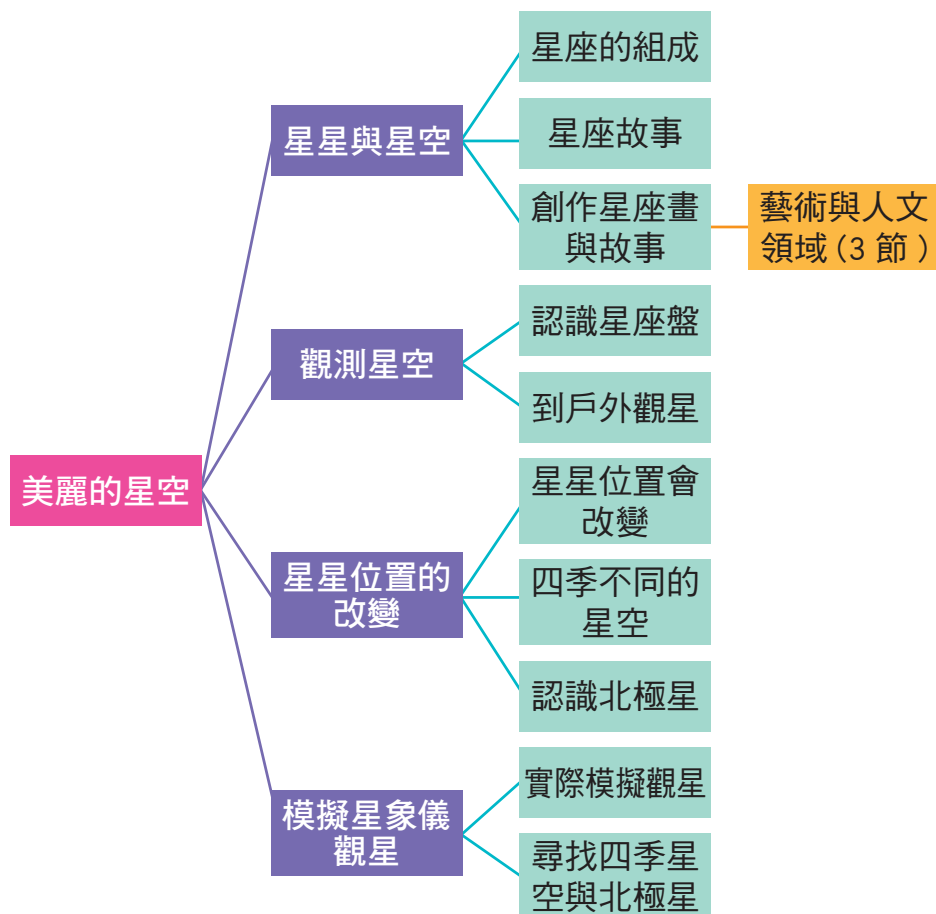 美麗的星空
星星與星空
星座的組成
星座故事
創作星座畫
與故事
藝術與人文
領域(3 節 )
觀測星空
認識星座盤
到戶外觀星
星星位置的
改變
星星位置會
改變
四季不同的
星空
認識北極星
模擬星象儀
觀星
實際模擬觀星
尋找四季星
空與北極星